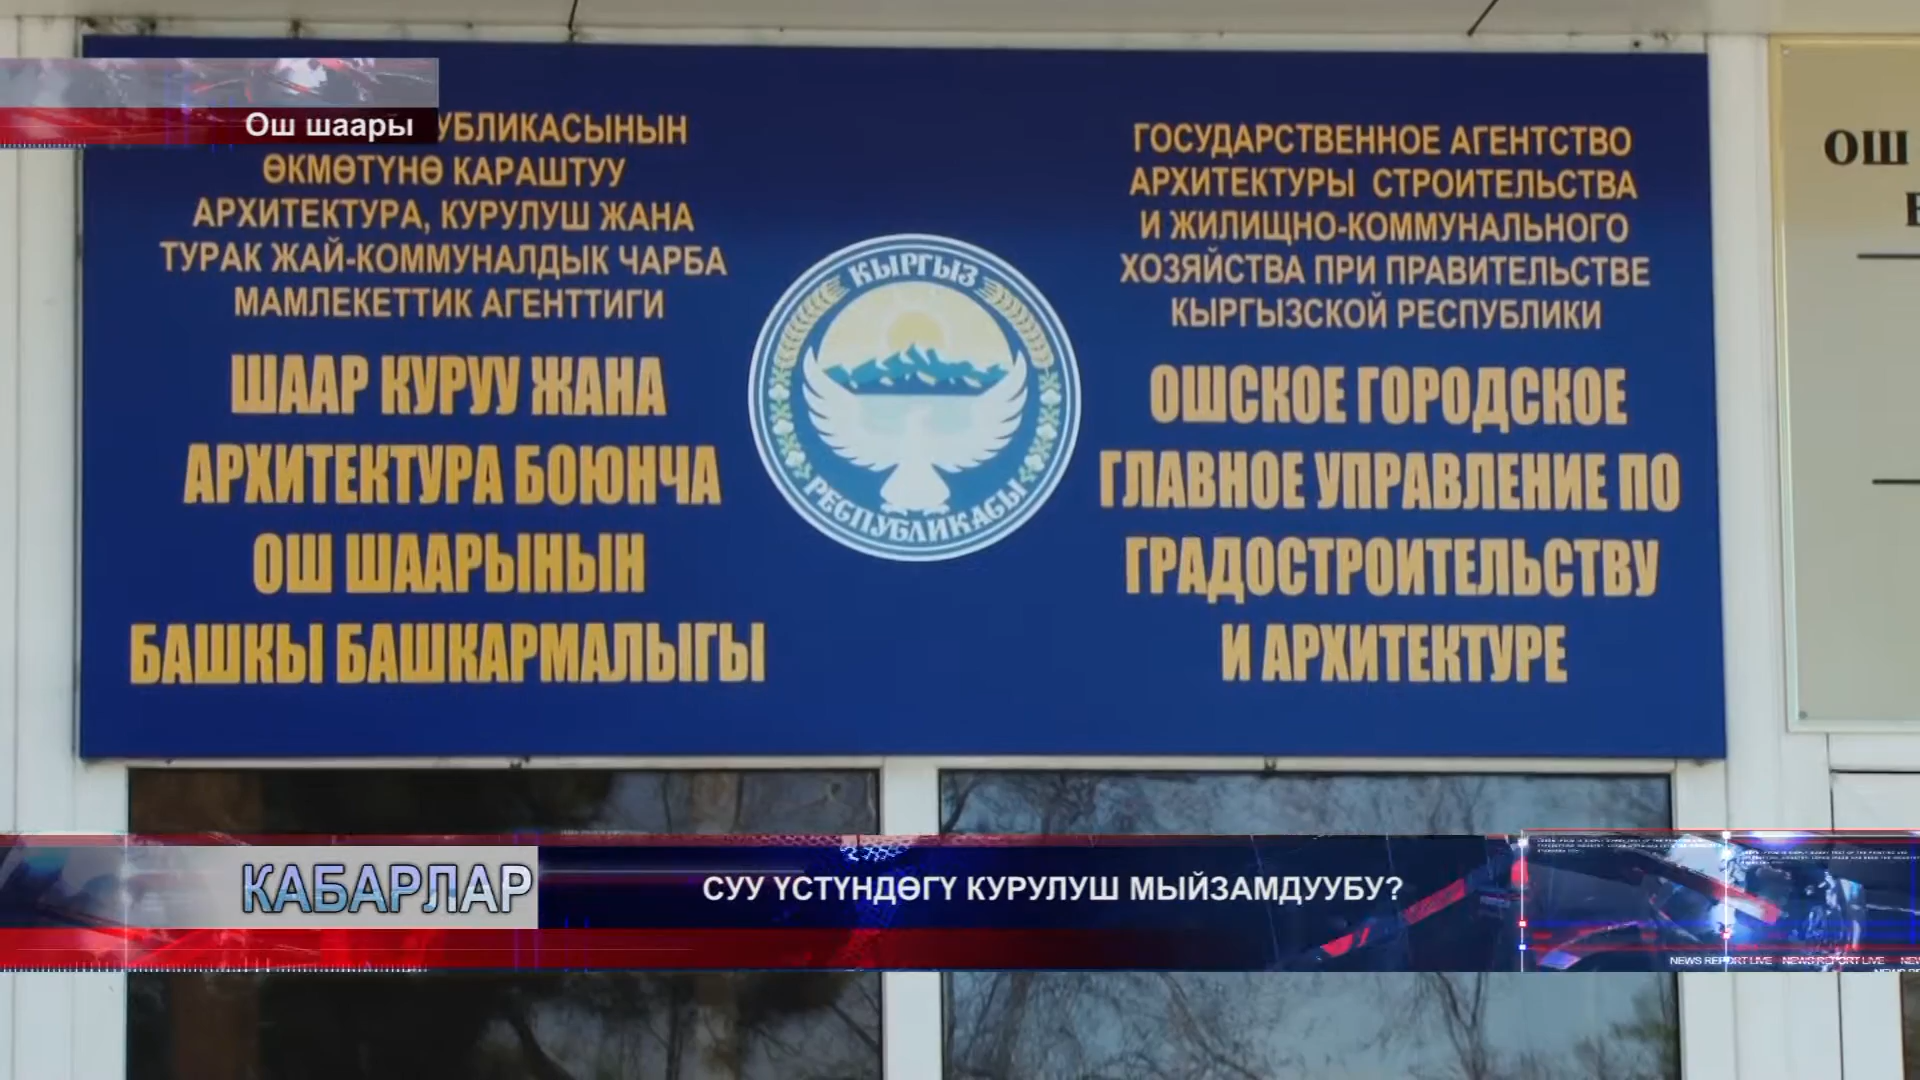 Ош шаары
УБЛИКАСЫНЫН
ӨКМӨТҮНӨ КАРАШТУУ
АРХИТЕКТУРА, КУРУЛУШ ЖАНА
ТУРАК ЖАЙ-КОММУНАЛДЫК ЧАРБА
МАМЛЕКЕТТИК АГЕНТТИГИ
ШААР КУРУУ ЖАНА
АРХИТЕКТУРА БОЮНЧА
ОШ ШААРЫНЫН
БАШКЫ БАШКАРМАЛЫГЫ
КЫРГЫЗ
РЕСПУБЛИКАСЫ
ГОСУДАРСТВЕННОЕ АГЕНТСТВО
АРХИТЕКТУРЫ СТРОИТЕЛЬСТВА
И ЖИЛИЩНО-КОММУНАЛЬНОГО
ХОЗЯЙСТВА ПРИ ПРАВИТЕЛЬСТВЕ
КЫРГЫЗСКОЙ РЕСПУБЛИКИ
ОШСКОЕ ГОРОДСКОЕ
ГЛАВНОЕ УПРАВЛЕНИЕ ПО
ГРАДОСТРОИТЕЛЬСТВУ
И АРХИТЕКТУРЕ
ОШ
КАБАРЛАР
СУУ ҮСТҮНДӨГҮ КУРУЛУШ МЫЙЗАМДУУБУ?
NEWS REPORT LIVE NEWS REPORT LIVE